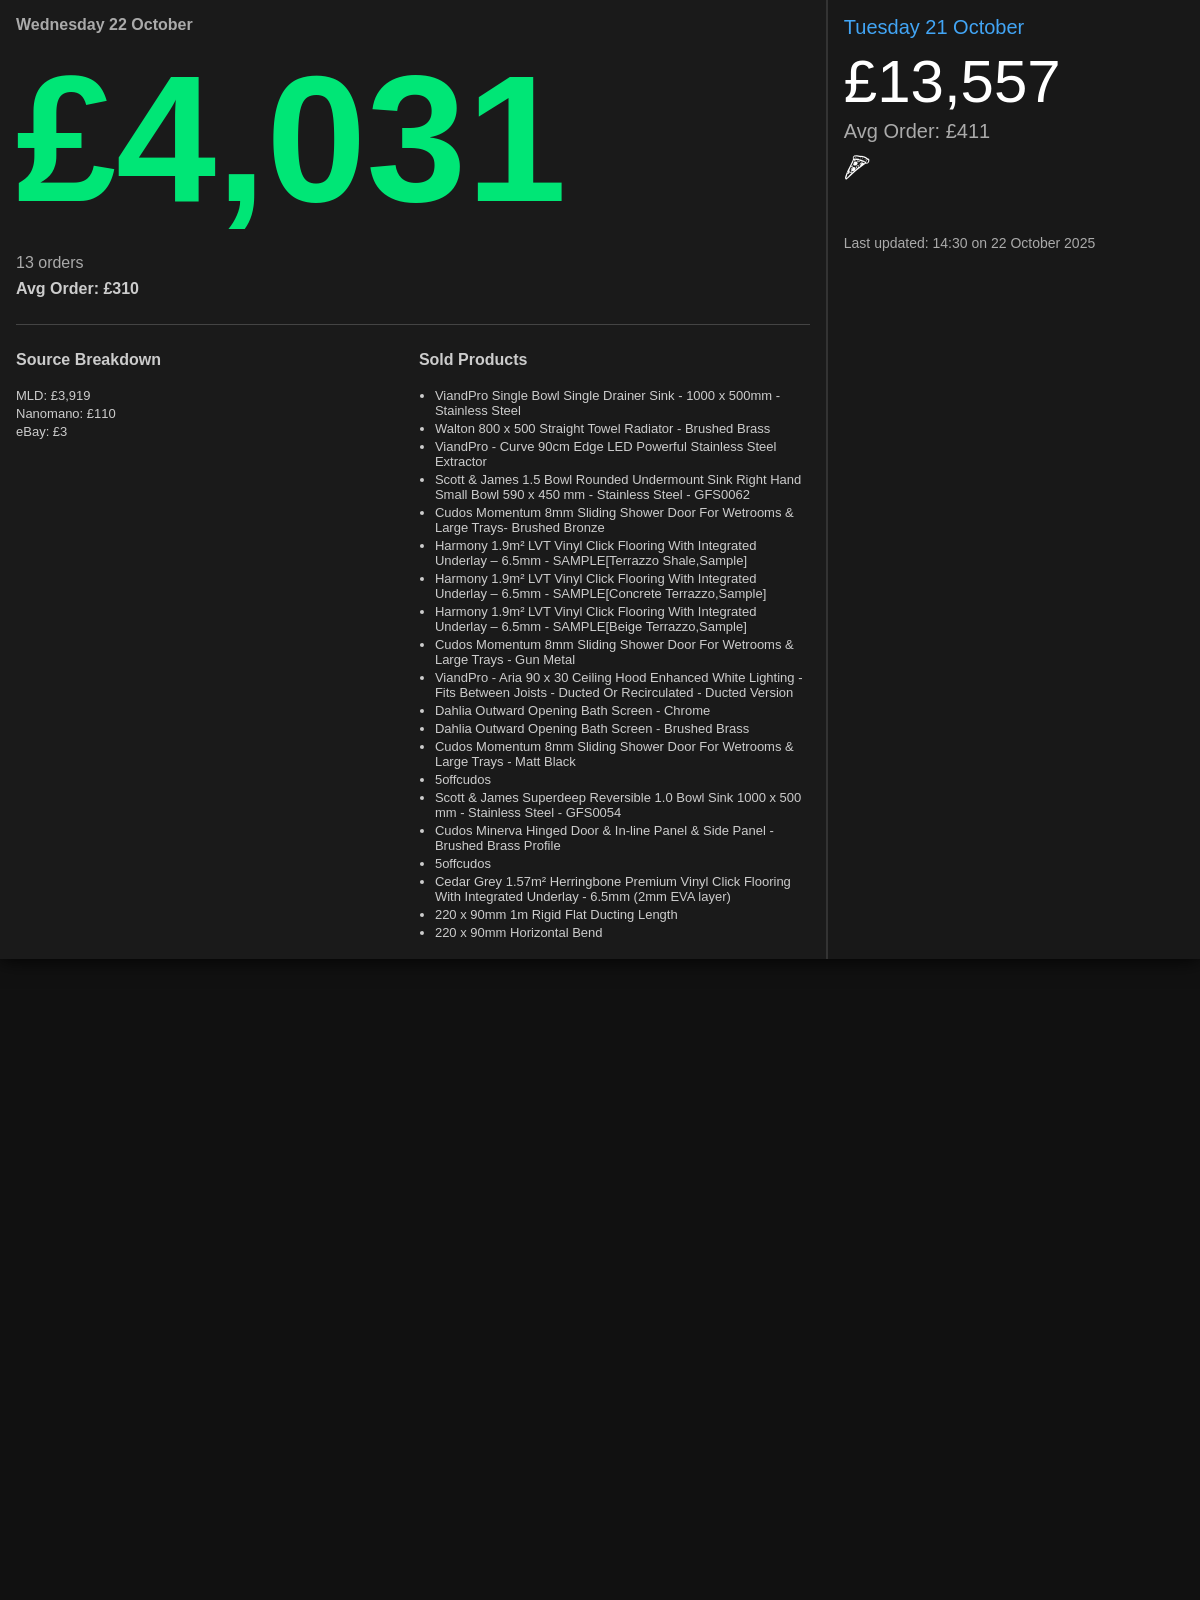 Wednesday 22 October
£4,031
13 orders
Avg Order: £310
Source Breakdown
MLD: £3,919
Nanomano: £110
eBay: £3
Sold Products
ViandPro Single Bowl Single Drainer Sink - 1000 x 500mm -
Stainless Steel
Walton 800 x 500 Straight Towel Radiator - Brushed Brass
ViandPro - Curve 90cm Edge LED Powerful Stainless Steel
Extractor
Scott & James 1.5 Bowl Rounded Undermount Sink Right Hand
Small Bowl 590 x 450 mm - Stainless Steel - GFS0062
Cudos Momentum 8mm Sliding Shower Door For Wetrooms &
Large Trays- Brushed Bronze
Harmony 1.9m² LVT Vinyl Click Flooring With Integrated
Underlay – 6.5mm - SAMPLE[Terrazzo Shale,Sample]
Harmony 1.9m² LVT Vinyl Click Flooring With Integrated
Underlay – 6.5mm - SAMPLE[Concrete Terrazzo,Sample]
Harmony 1.9m² LVT Vinyl Click Flooring With Integrated
Underlay – 6.5mm - SAMPLE[Beige Terrazzo,Sample]
Cudos Momentum 8mm Sliding Shower Door For Wetrooms &
Large Trays - Gun Metal
ViandPro - Aria 90 x 30 Ceiling Hood Enhanced White Lighting -
Fits Between Joists - Ducted Or Recirculated - Ducted Version
Dahlia Outward Opening Bath Screen - Chrome
Dahlia Outward Opening Bath Screen - Brushed Brass
Cudos Momentum 8mm Sliding Shower Door For Wetrooms &
Large Trays - Matt Black
5offcudos
Scott & James Superdeep Reversible 1.0 Bowl Sink 1000 x 500
mm - Stainless Steel - GFS0054
Cudos Minerva Hinged Door & In-line Panel & Side Panel -
Brushed Brass Profile
5offcudos
Cedar Grey 1.57m² Herringbone Premium Vinyl Click Flooring
With Integrated Underlay - 6.5mm (2mm EVA layer)
220 x 90mm 1m Rigid Flat Ducting Length
220 x 90mm Horizontal Bend
Tuesday 21 October
£13,557
Avg Order: £411
Last updated: 14:30 on 22 October 2025